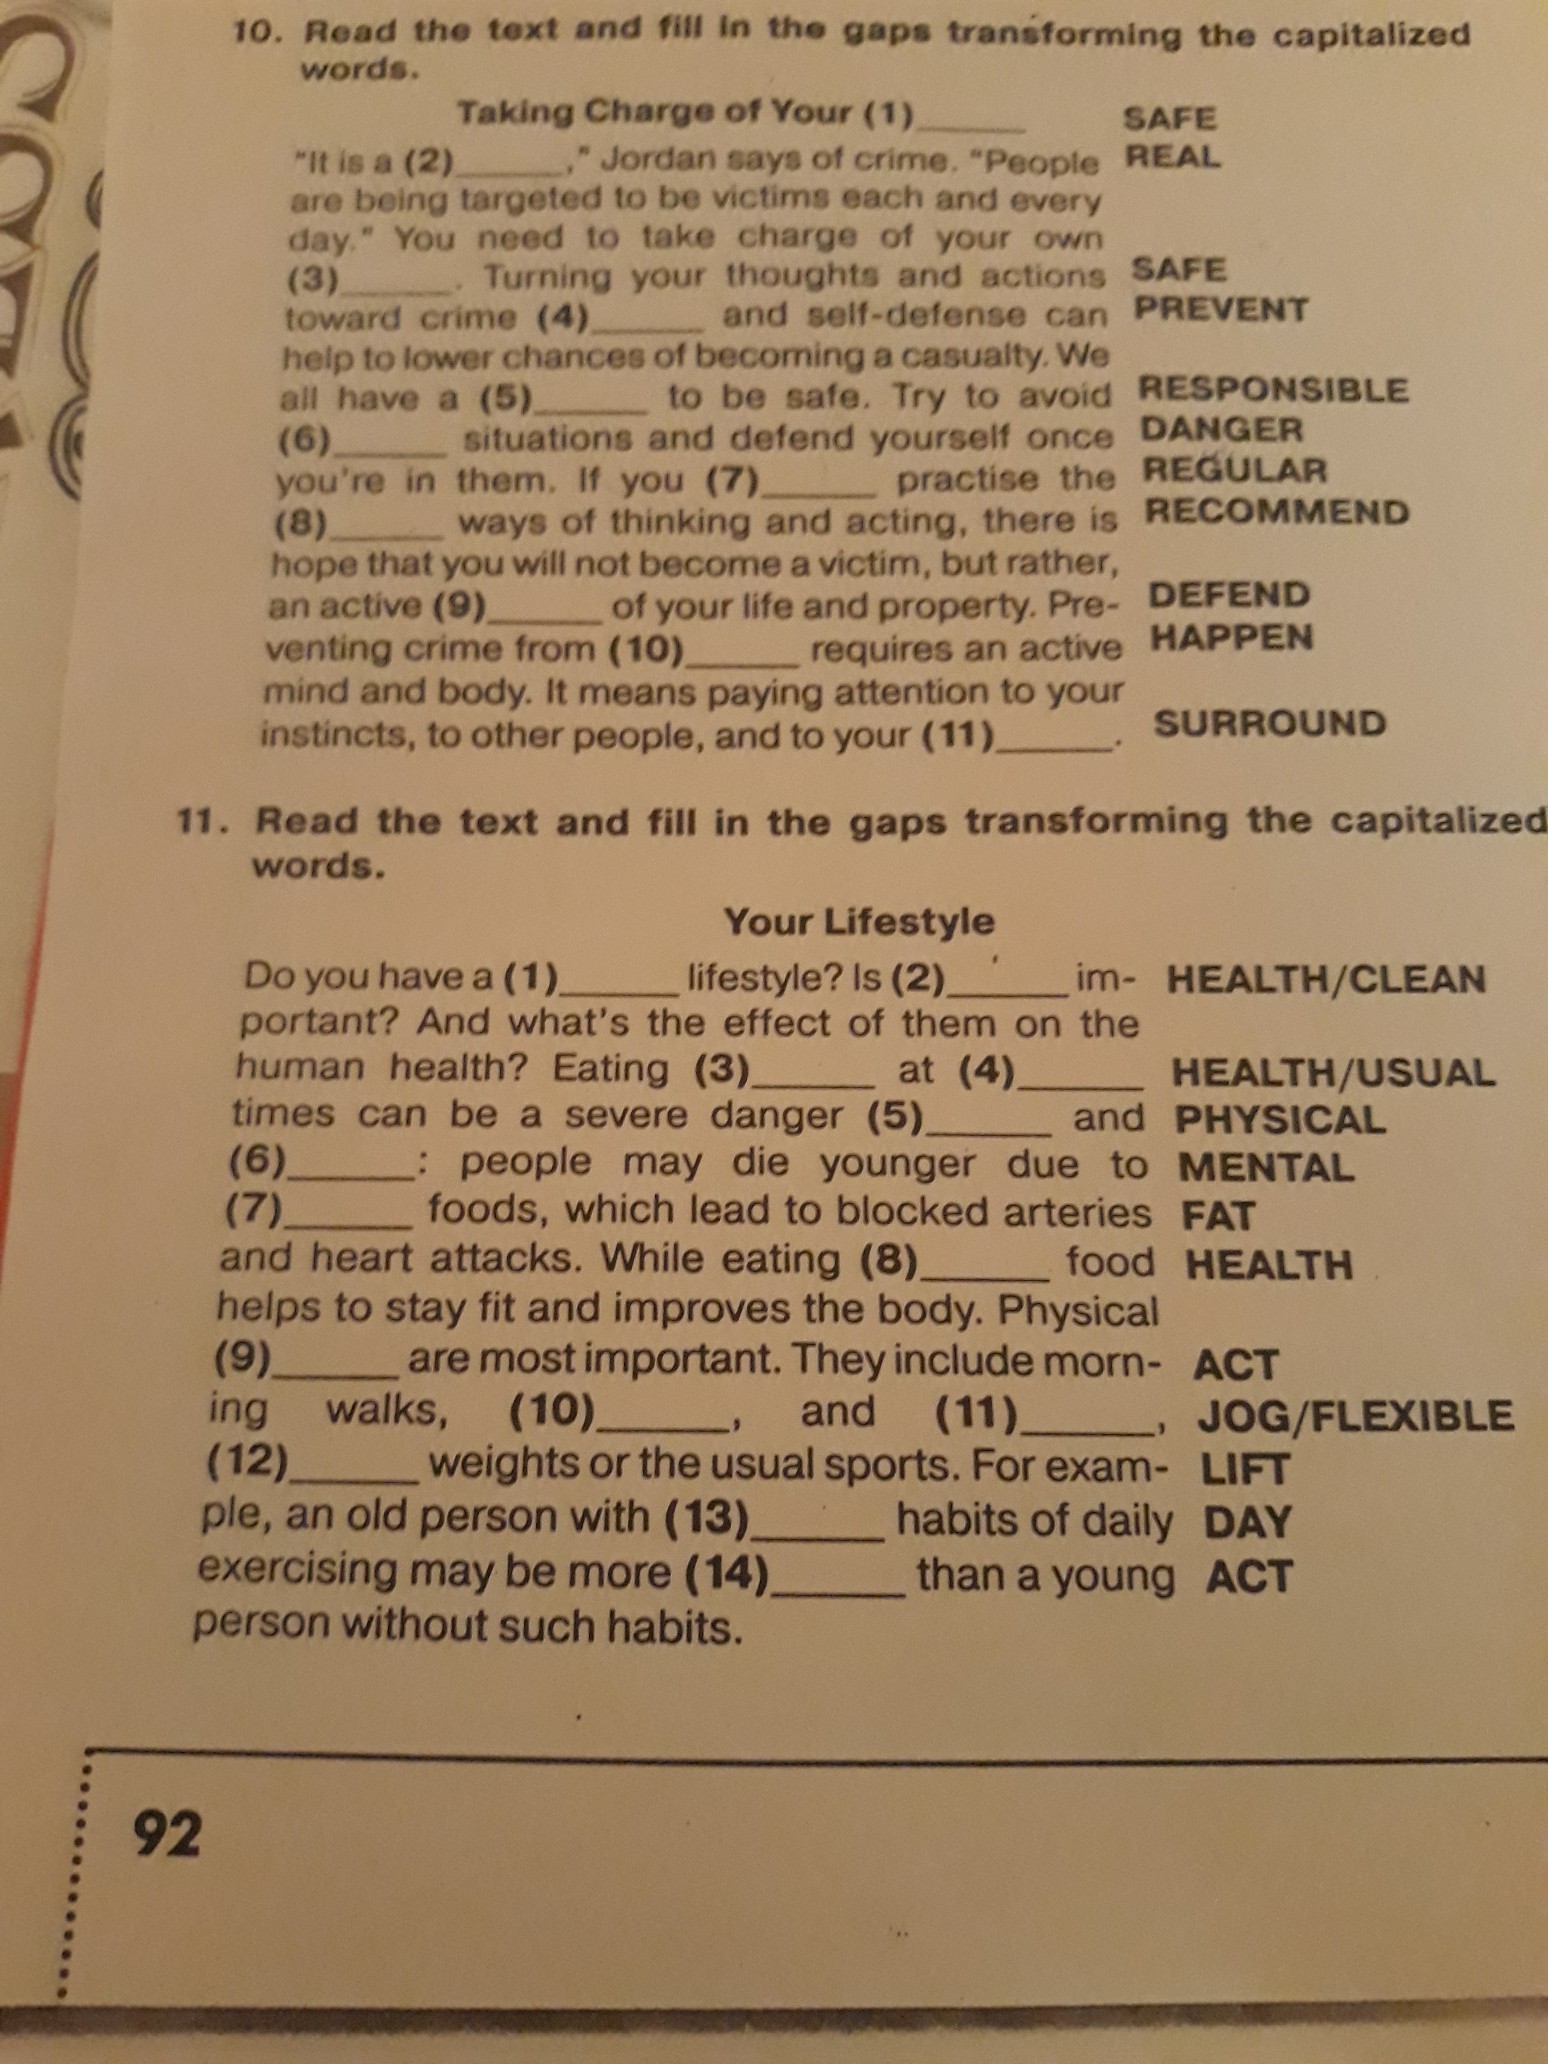 10. Read the text and fill in the gaps transforming the capitalized
words.
Taking Charge of Your (1)______ SAFE
"It is a (2)______," Jordan says of crime. "People REAL
are being targeted to be victims each and every
day." You need to take charge of your own
(3)______. Turning your thoughts and actions SAFE
toward crime (4)______ and self-defense can PREVENT
help to lower chances of becoming a casualty. We
all have a (5)______ to be safe. Try to avoid RESPONSIBLE
(6)______ situations and defend yourself once DANGER
you're in them. If you (7)______ practise the REGULAR
(8)______ ways of thinking and acting, there is RECOMMEND
hope that you will not become a victim, but rather,
an active (9)______ of your life and property. Pre- DEFEND
venting crime from (10)______ requires an active HAPPEN
mind and body. It means paying attention to your
instincts, to other people, and to your (11)______. SURROUND
11. Read the text and fill in the gaps transforming the capitalized
words.
Your Lifestyle
Do you have a (1)______ lifestyle? Is (2)______ im- HEALTH/CLEAN
portant? And what's the effect of them on the
human health? Eating (3)______ at (4)______ HEALTH/USUAL
times can be a severe danger (5)______ and PHYSICAL
(6)______: people may die younger due to MENTAL
(7)______ foods, which lead to blocked arteries FAT
and heart attacks. While eating (8)______ food HEALTH
helps to stay fit and improves the body. Physical
(9)______ are most important. They include morn- ACT
ing walks, (10)______, and (11)______, JOG/FLEXIBLE
(12)______ weights or the usual sports. For exam- LIFT
ple, an old person with (13)______ habits of daily DAY
exercising may be more (14)______ than a young ACT
person without such habits.
92